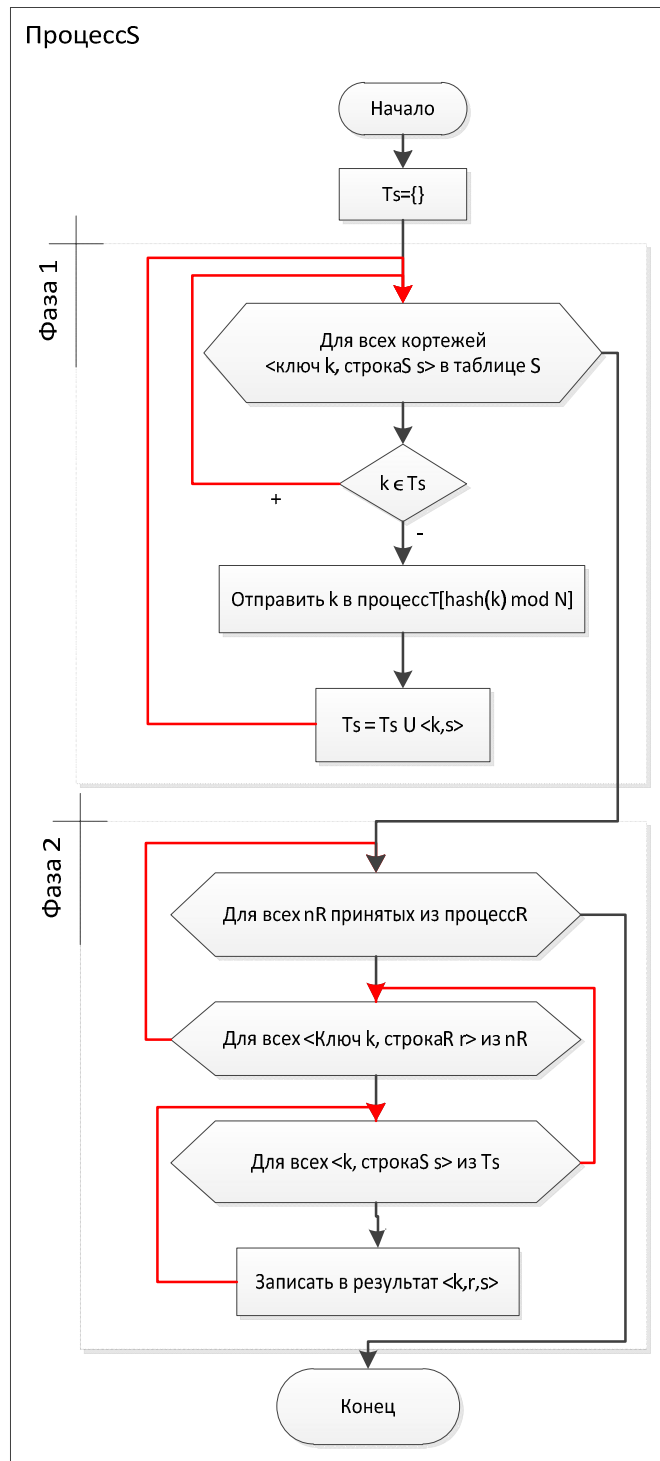 ПроцессS
Начало
Ts={}
Фаза 1
Для всех кортежей
<ключ k, строкаS s> в таблице S
k ϵ Ts
+
-
Отправить k в процессT[hash(k) mod N]
Ts = Ts U <k,s>
Фаза 2
Для всех nR принятых из процессR
Для всех <Ключ k, строкаR r> из nR
Для всех <k, строкаS s> из Ts
Записать в результат <k,r,s>
Конец